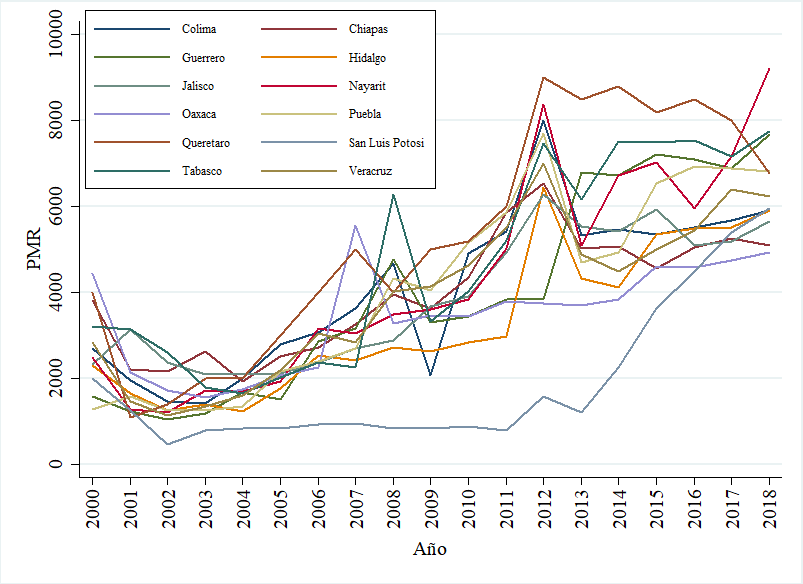 Colima
Chiapas
Guerrero
Hidalgo
Jalisco
Nayarit
Oaxaca
Puebla
Queretaro
San Luis Potosi
Tabasco
Veracruz
PMR
10000
8000
6000
4000
2000
0
2000 2001 2002 2003 2004 2005 2006 2007 2008 2009 2010 2011 2012 2013 2014 2015 2016 2017 2018
Año